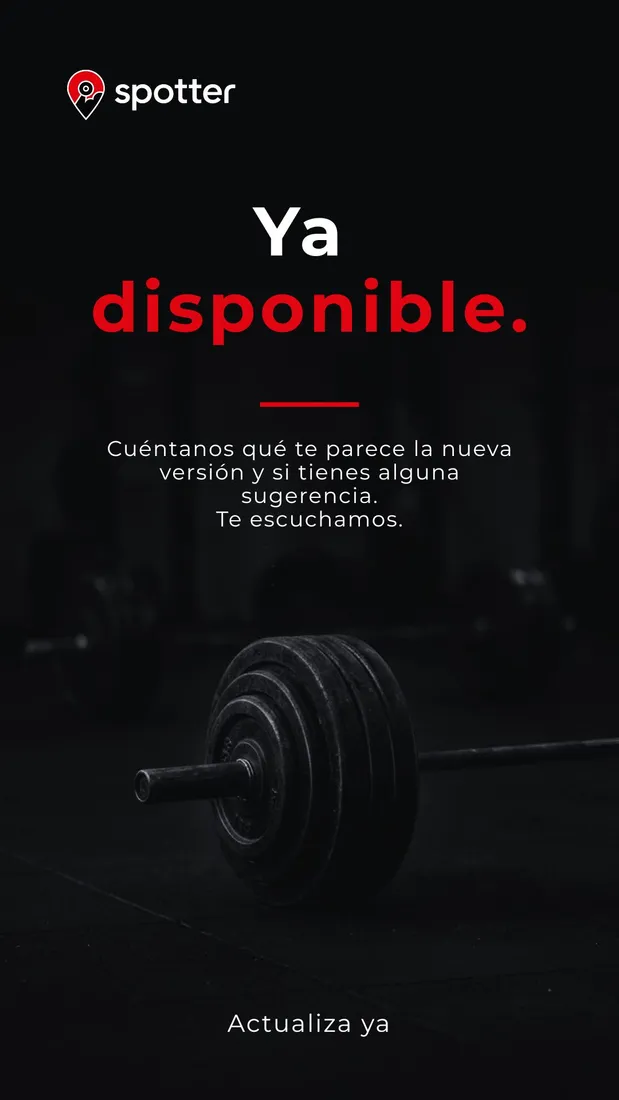 spotter
Ya
disponible.
Cuéntanos qué te parece la nueva
versión y si tienes alguna
sugerencia.
Te escuchamos.
Actualiza ya